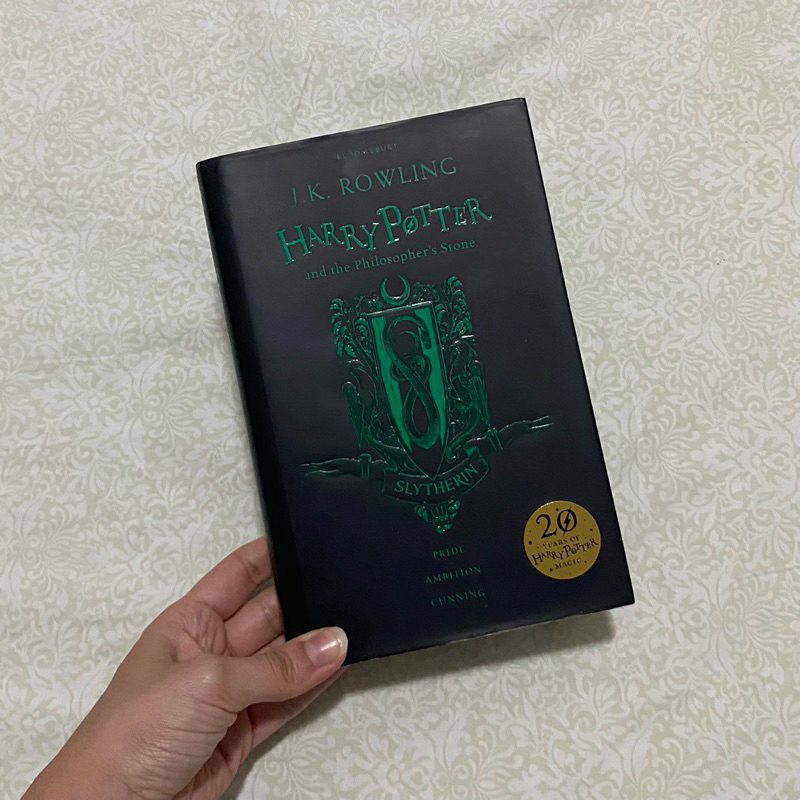 BLOOMSBURY
J.K. ROWLING
HARRY POTTER
and the Philosopher's Stone
SLYTHERIN
PRIDE
AMBITION
CUNNING
20
YEARS OF
HARRY POTTER
MAGIC